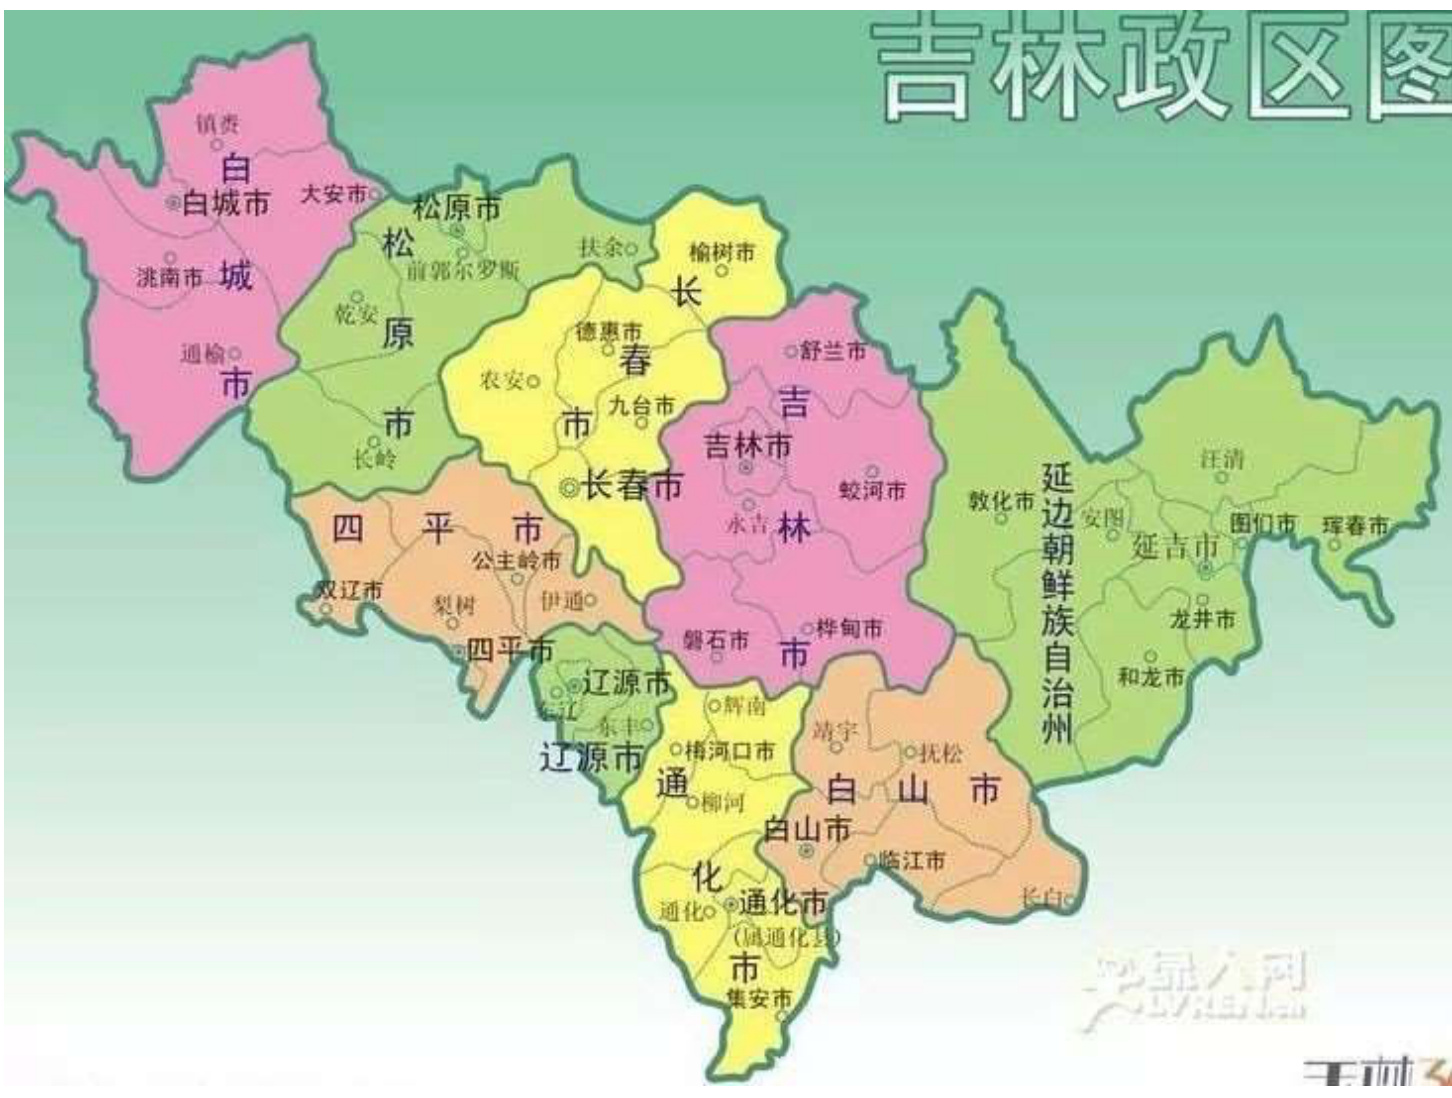 吉林政区图
镇赉
白城市
白城市
大安市
洮南市
通榆
松原市
松原市
前郭尔罗斯
扶余
乾安
长岭
榆树市
长春市
德惠市
农安
九台市
长春市
舒兰市
吉林市
吉林市
蛟河市
永吉
磐石市
桦甸市
四平市
公主岭市
双辽市
梨树
伊通
四平市
辽源市
东辽
东丰
辽源市
辉南
梅河口市
通化市
柳河
通化
通化市
(属通化县)
集安市
靖宇
抚松
白山市
白山市
临江市
长白
延边朝鲜族自治州
敦化市
安图
汪清
延吉市
图们市
珲春市
龙井市
和龙市
绿人网
LVREN.cn